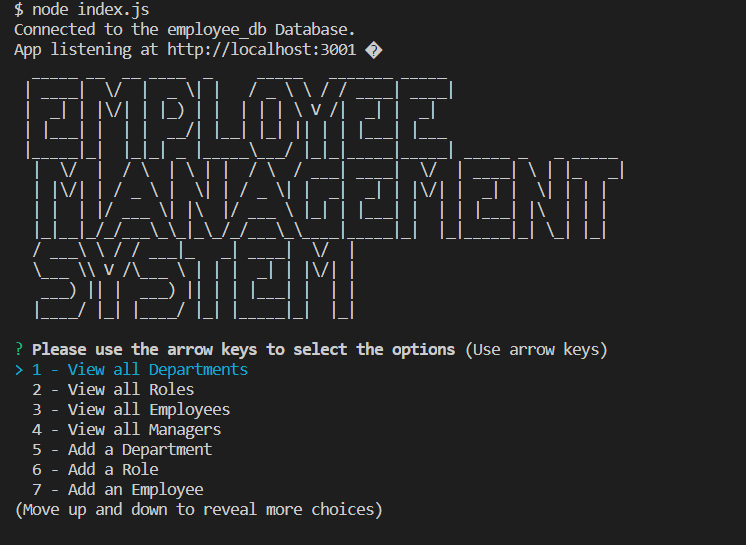 $ node index.js
Connected to the employee_db Database.
App listening at http://localhost:3001 �
EMPLOYEE
MANAGEMENT
SYSTEM
? Please use the arrow keys to select the options (Use arrow keys)
> 1 - View all Departments
2 - View all Roles
3 - View all Employees
4 - View all Managers
5 - Add a Department
6 - Add a Role
7 - Add an Employee
(Move up and down to reveal more choices)